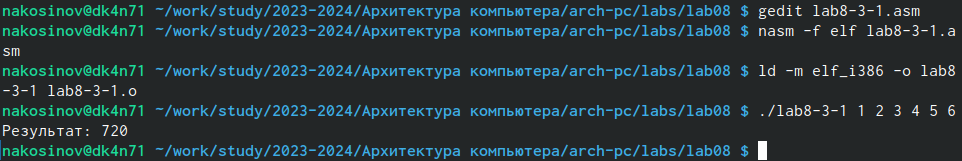 nakosinov@dk4n71 ~/work/study/2023-2024/Архитектура компьютера/arch-pc/labs/lab08 $ gedit lab8-3-1.asm
nakosinov@dk4n71 ~/work/study/2023-2024/Архитектура компьютера/arch-pc/labs/lab08 $ nasm -f elf lab8-3-1.a
sm
nakosinov@dk4n71 ~/work/study/2023-2024/Архитектура компьютера/arch-pc/labs/lab08 $ ld -m elf_i386 -o lab8
-3-1 lab8-3-1.o
nakosinov@dk4n71 ~/work/study/2023-2024/Архитектура компьютера/arch-pc/labs/lab08 $ ./lab8-3-1 1 2 3 4 5 6
Результат: 720
nakosinov@dk4n71 ~/work/study/2023-2024/Архитектура компьютера/arch-pc/labs/lab08 $